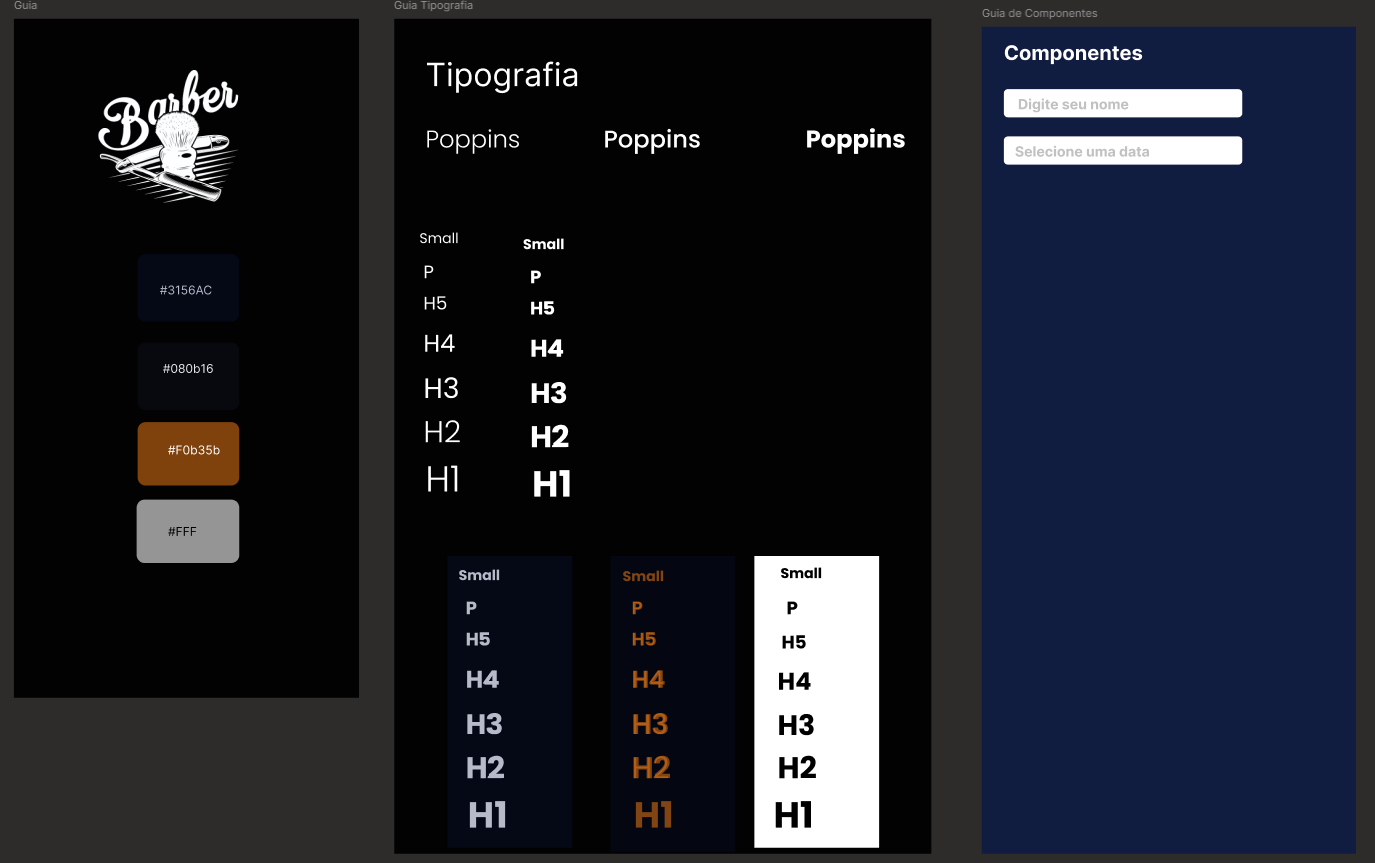 Guia
Barber
#3156AC
#080b16
#F0b35b
#FFF
Guia Tipografia
Tipografia
Poppins Poppins Poppins
Small
P
H5
H4
H3
H2
H1
Small
P
H5
H4
H3
H2
H1
Small
P
H5
H4
H3
H2
H1
Small
P
H5
H4
H3
H2
H1
Small
P
H5
H4
H3
H2
H1
Guia de Componentes
Componentes
Digite seu nome
Selecione uma data